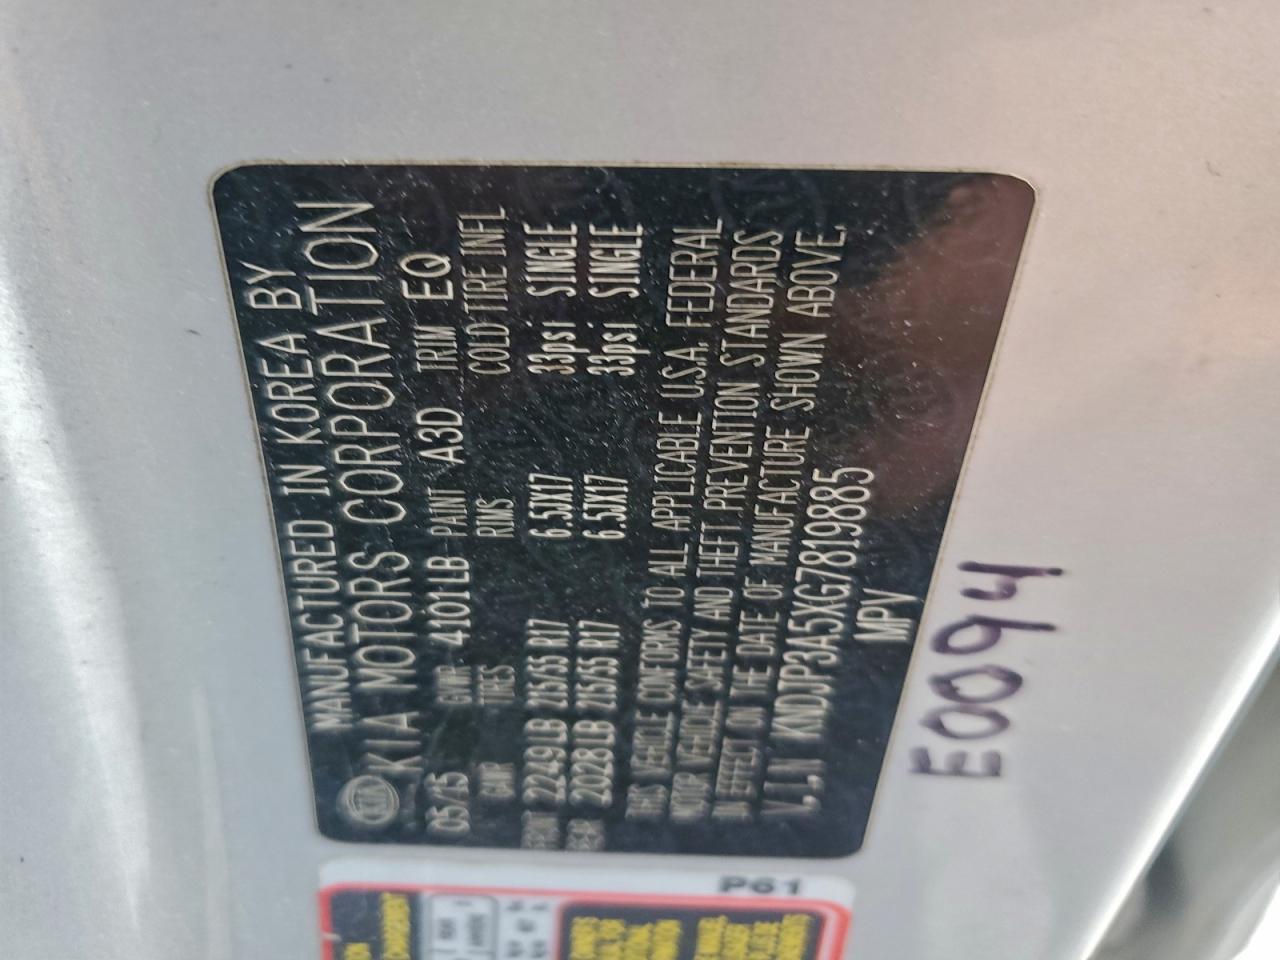 MANUFACTURED IN KOREA BY
KIA MOTORS CORPORATION
05/15 GVWR 4101LB PAINT A3D TRIM EQ
GAWR TIRES RIMS COLD TIRE INFL
FRONT 2249LB 215/55 R17 6.5JX17 33psi SINGLE
REAR 2028LB 215/55 R17 6.5JX17 33psi SINGLE
THIS VEHICLE CONFORMS TO ALL APPLICABLE U.S.A. FEDERAL
MOTOR VEHICLE SAFETY AND THEFT PREVENTION STANDARDS
IN EFFECT ON THE DATE OF MANUFACTURE SHOWN ABOVE.
V.I.N KNDJP3A5XG7819885
MPV
E0094
P61